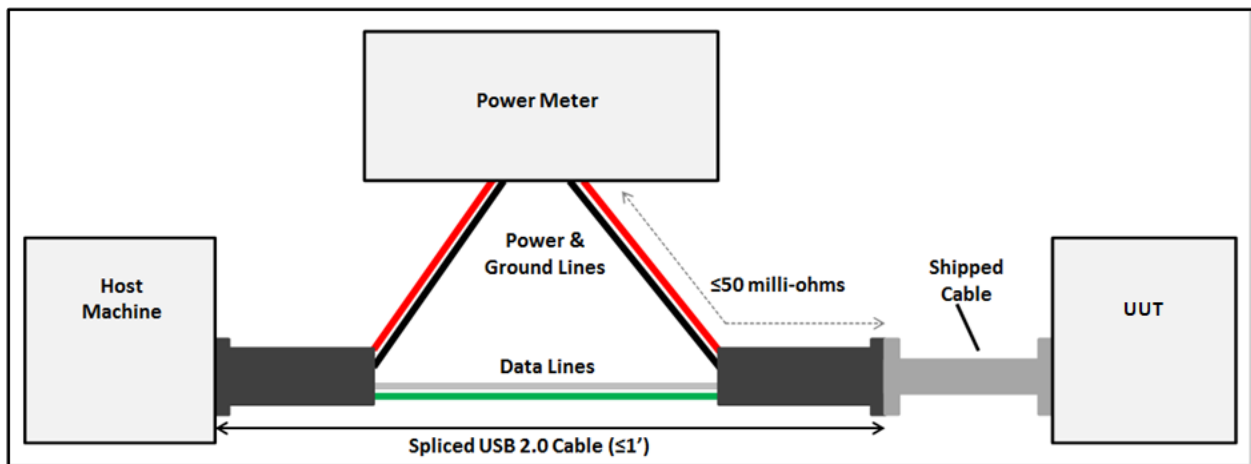 Power Meter
Host
Machine
Power &
Ground Lines
≤50 milli-ohms
Shipped
Cable
UUT
Data Lines
Spliced USB 2.0 Cable (≤1’)